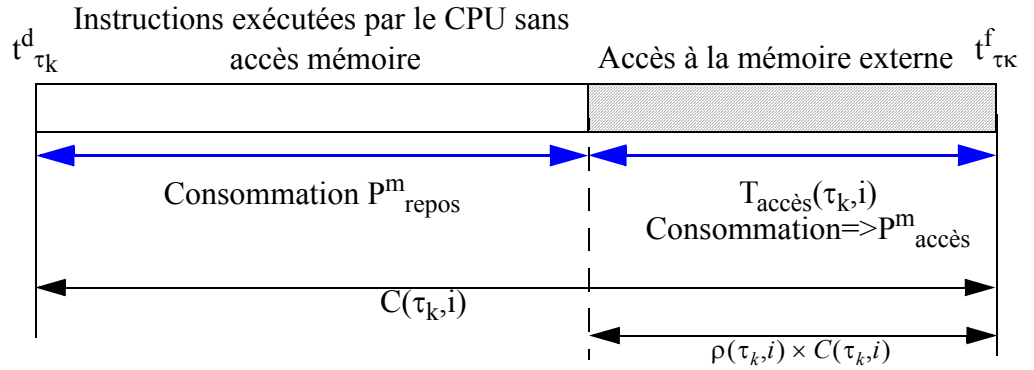 Instructions exécutées par le CPU sans
accès mémoire
t^d_τk
Accès à la mémoire externe
t^f_τκ
Consommation P^m_repos
T_accès(τ_k,i)
Consommation=>P^m_accès
C(τ_k,i)
ρ(τ_k,i) × C(τ_k,i)